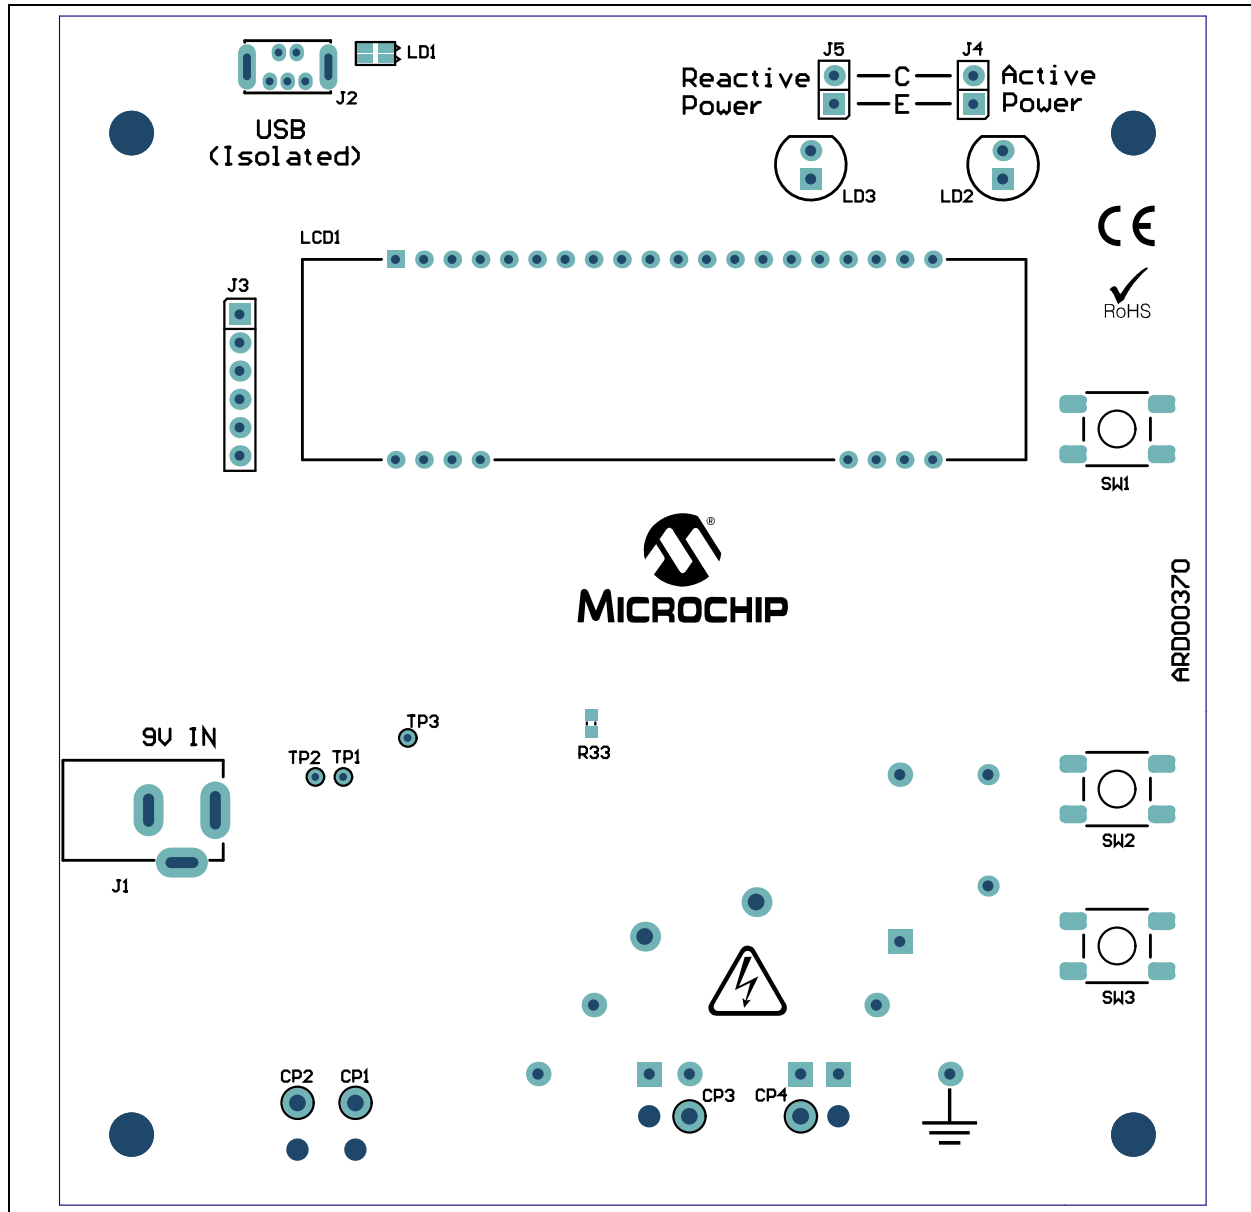 LD1
J2
USB
(Isolated)
J5
J4
Reactive
Power
C
E
Active
Power
LD3
LD2
CE
RoHS
LCD1
J3
SW1
®
MICROCHIP
ARD00370
9V IN
TP3
TP2
TP1
R33
J1
SW2
SW3
CP2
CP1
CP3
CP4